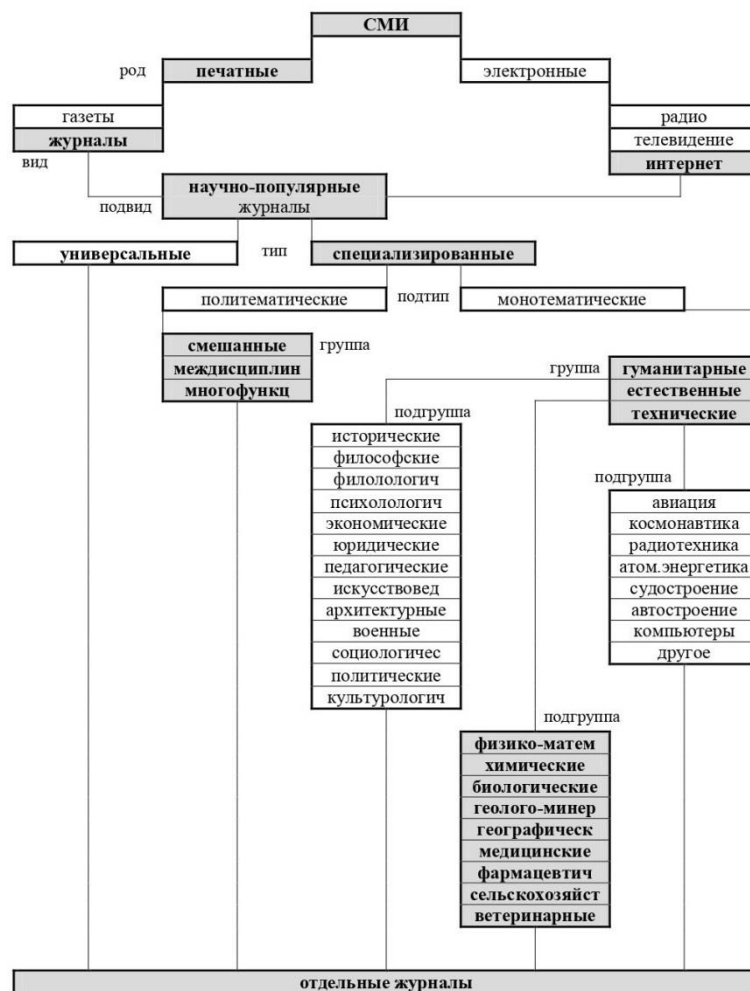 СМИ
род
печатные
электронные
газеты
журналы
радио
телевидение
интернет
вид
научно-популярные
журналы
подвид
универсальные
тип
специализированные
политематические
подтип
монотематические
смешанные
междисциплин
многофункц
группа
группа
гуманитарные
естественные
технические
подгруппа
исторические
философские
филолологич
психолологич
экономические
юридические
педагогические
искусствовед
архитектурные
военные
социологичес
политические
культурологич
подгруппа
авиация
космонавтика
радиотехника
атом.энергетика
судостроение
автостроение
компьютеры
другое
подгруппа
физико-матем
химические
биологические
геолого-минер
географическ
медицинские
фармацевтич
сельскохозяйст
ветеринарные
отдельные журналы